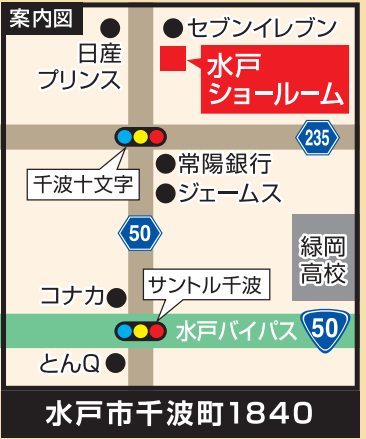 案内図
セブンイレブン
日産
プリンス
水戸
ショールーム
235
常陽銀行
千波十文字
ジェームス
50
緑岡
高校
コナカ
サントル千波
水戸バイパス
50
とんQ
水戸市千波町1840